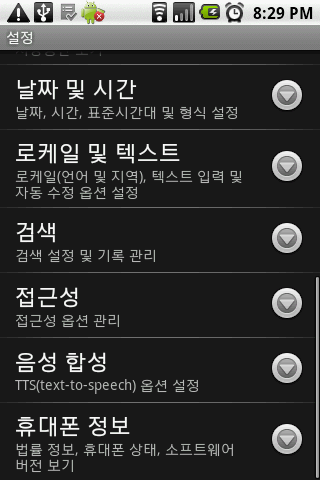 8:29 PM
설정
날짜 및 시간
날짜, 시간, 표준시간대 및 형식 설정
로케일 및 텍스트
로케일(언어 및 지역), 텍스트 입력 및
자동 수정 옵션 설정
검색
검색 설정 및 기록 관리
접근성
접근성 옵션 관리
음성 합성
TTS(text-to-speech) 옵션 설정
휴대폰 정보
법률 정보, 휴대폰 상태, 소프트웨어
버전 보기